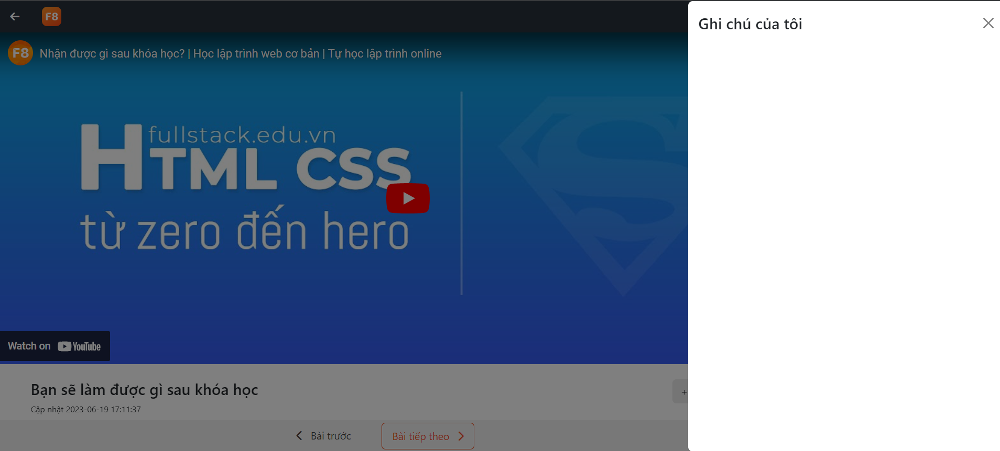 F8
Ghi chú của tôi
F8
Nhận được gì sau khóa học? | Học lập trình web cơ bản | Tự học lập trình online
fullstack.edu.vn
HTML CSS
từ zero đến hero
Watch on YouTube
Bạn sẽ làm được gì sau khóa học
+
Cập nhật 2023-06-19 17:11:37
Bài trước
Bài tiếp theo